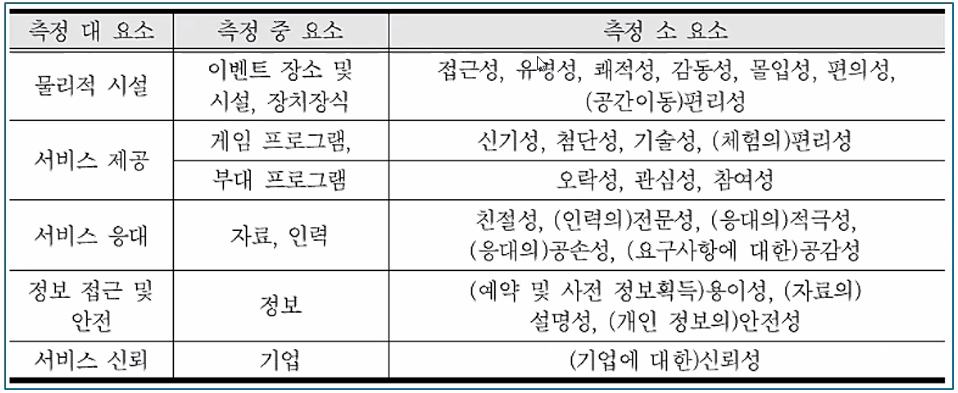 측정 대 요소 측정 중 요소 측정 소 요소
물리적 시설
이벤트 장소 및
시설, 장치장식
접근성, 유명성, 쾌적성, 감동성, 몰입성, 편의성,
(공간이동)편리성
서비스 제공
게임 프로그램,
신기성, 첨단성, 기술성, (체험의)편리성
부대 프로그램
오락성, 관심성, 참여성
서비스 응대
자료, 인력
친절성, (인력의)전문성, (응대의)적극성,
(응대의)공손성, (요구사항에 대한)공감성
정보 접근 및
안전
정보
(예약 및 사전 정보획득)용이성, (자료의)
설명성, (개인 정보의)안전성
서비스 신뢰
기업
(기업에 대한)신뢰성